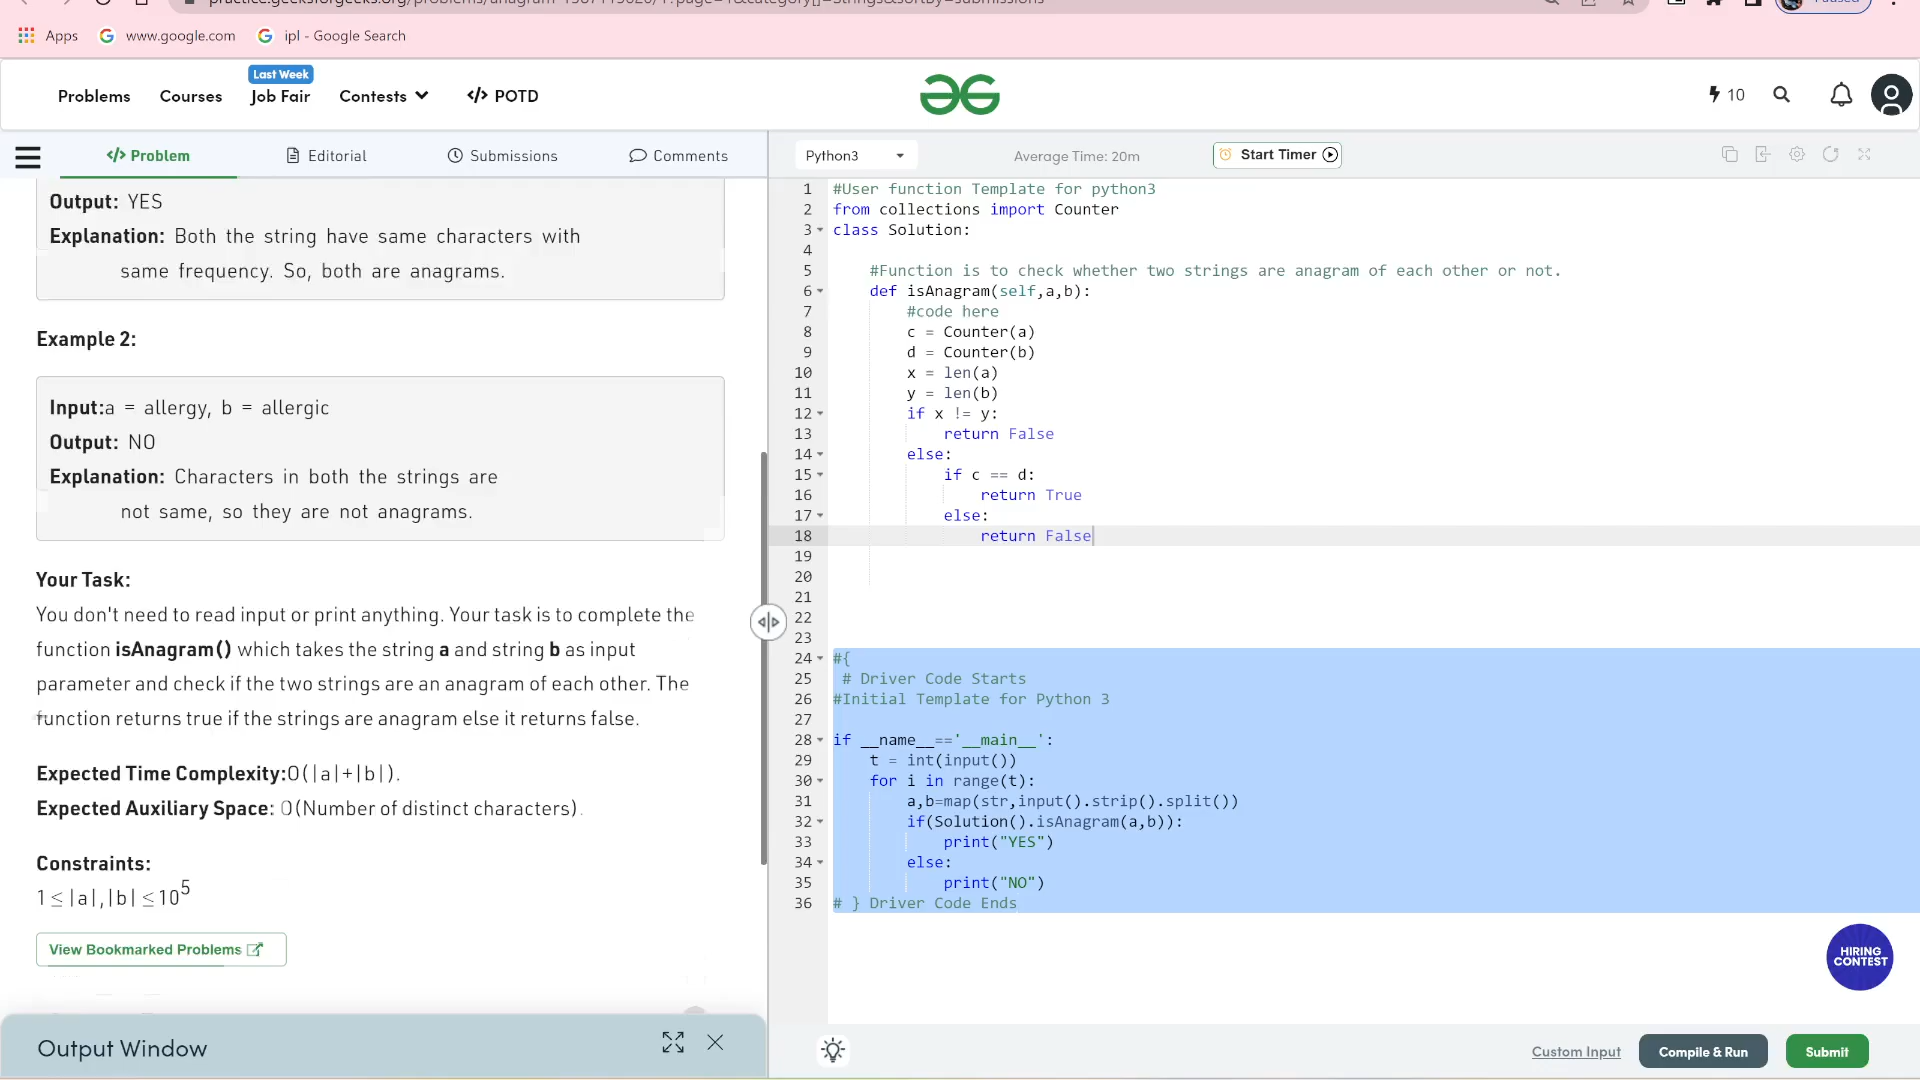 Apps
www.google.com
ipl - Google Search
Last Week
Problems
Courses
Job Fair
Contests
</> POTD
10
</> Problem
Editorial
Submissions
Comments
Python3
Average Time: 20m
Start Timer
Output: YES
Explanation: Both the string have same characters with
same frequency. So, both are anagrams.
Example 2:
Input:a = allergy, b = allergic
Output: NO
Explanation: Characters in both the strings are
not same, so they are not anagrams.
Your Task:
You don't need to read input or print anything. Your task is to complete the
function isAnagram() which takes the string a and string b as input
parameter and check if the two strings are an anagram of each other. The
function returns true if the strings are anagram else it returns false.
Expected Time Complexity:O(|a|+|b|).
Expected Auxiliary Space: O(Number of distinct characters).
Constraints:
1 ≤ |a|,|b| ≤ 10^5
View Bookmarked Problems
Output Window
1 #User function Template for python3
2 from collections import Counter
3 class Solution:
4
5 #Function is to check whether two strings are anagram of each other or not.
6 def isAnagram(self,a,b):
7 #code here
8 c = Counter(a)
9 d = Counter(b)
10 x = len(a)
11 y = len(b)
12 if x != y:
13 return False
14 else:
15 if c == d:
16 return True
17 else:
18 return False
19
20
21
22
23
24 #{
25 # Driver Code Starts
26 #Initial Template for Python 3
27
28 if __name__=='__main__':
29 t = int(input())
30 for i in range(t):
31 a,b=map(str,input().strip().split())
32 if(Solution().isAnagram(a,b)):
33 print("YES")
34 else:
35 print("NO")
36 # } Driver Code Ends
HIRING
CONTEST
Custom Input
Compile & Run
Submit